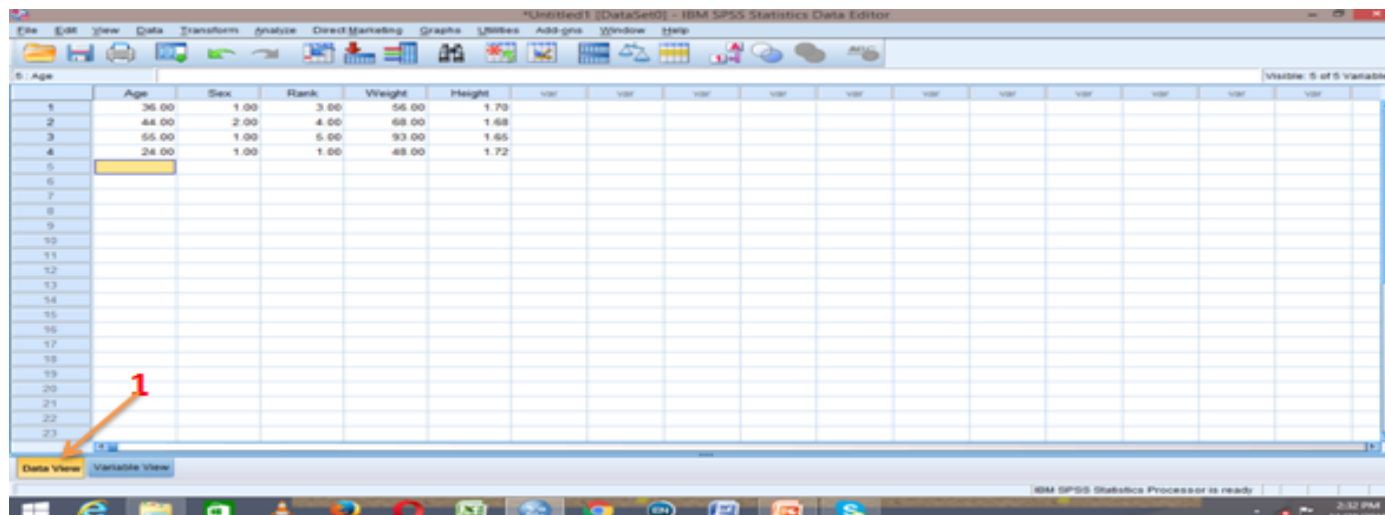 *Untitled1 [DataSet0] - IBM SPSS Statistics Data Editor
File Edit View Data Transform Analyze Direct Marketing Graphs Utilities Add-ons Window Help
5 : Age
Visible: 5 of 5 Variable
Age Sex Rank Weight Height var var var var var var var var var var
1 36.00 1.00 3.00 56.00 1.70
2 44.00 2.00 4.00 68.00 1.68
3 55.00 1.00 5.00 93.00 1.65
4 24.00 1.00 1.00 48.00 1.72
5
6
7
8
9
10
11
12
13
14
15
16
17
18
19
20
21
22
23
1
Data View Variable View
IBM SPSS Statistics Processor is ready
EN
2:32 PM